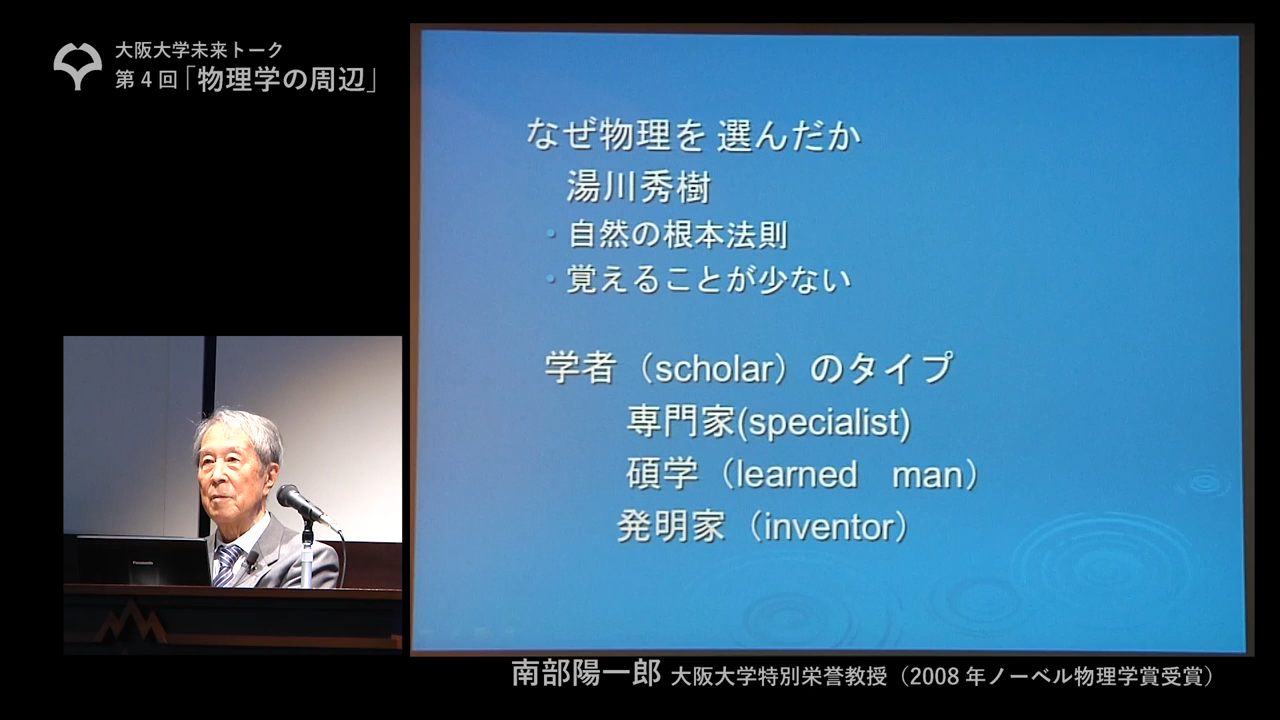 大阪大学未来トーク
第4回「物理学の周辺」
なぜ物理を 選んだか
湯川秀樹
・自然の根本法則
・覚えることが少ない
学者（scholar）のタイプ
専門家(specialist)
碩学（learned　man）
発明家（inventor）
Panasonic
南部陽一郎 大阪大学特別栄誉教授（2008年ノーベル物理学賞受賞）